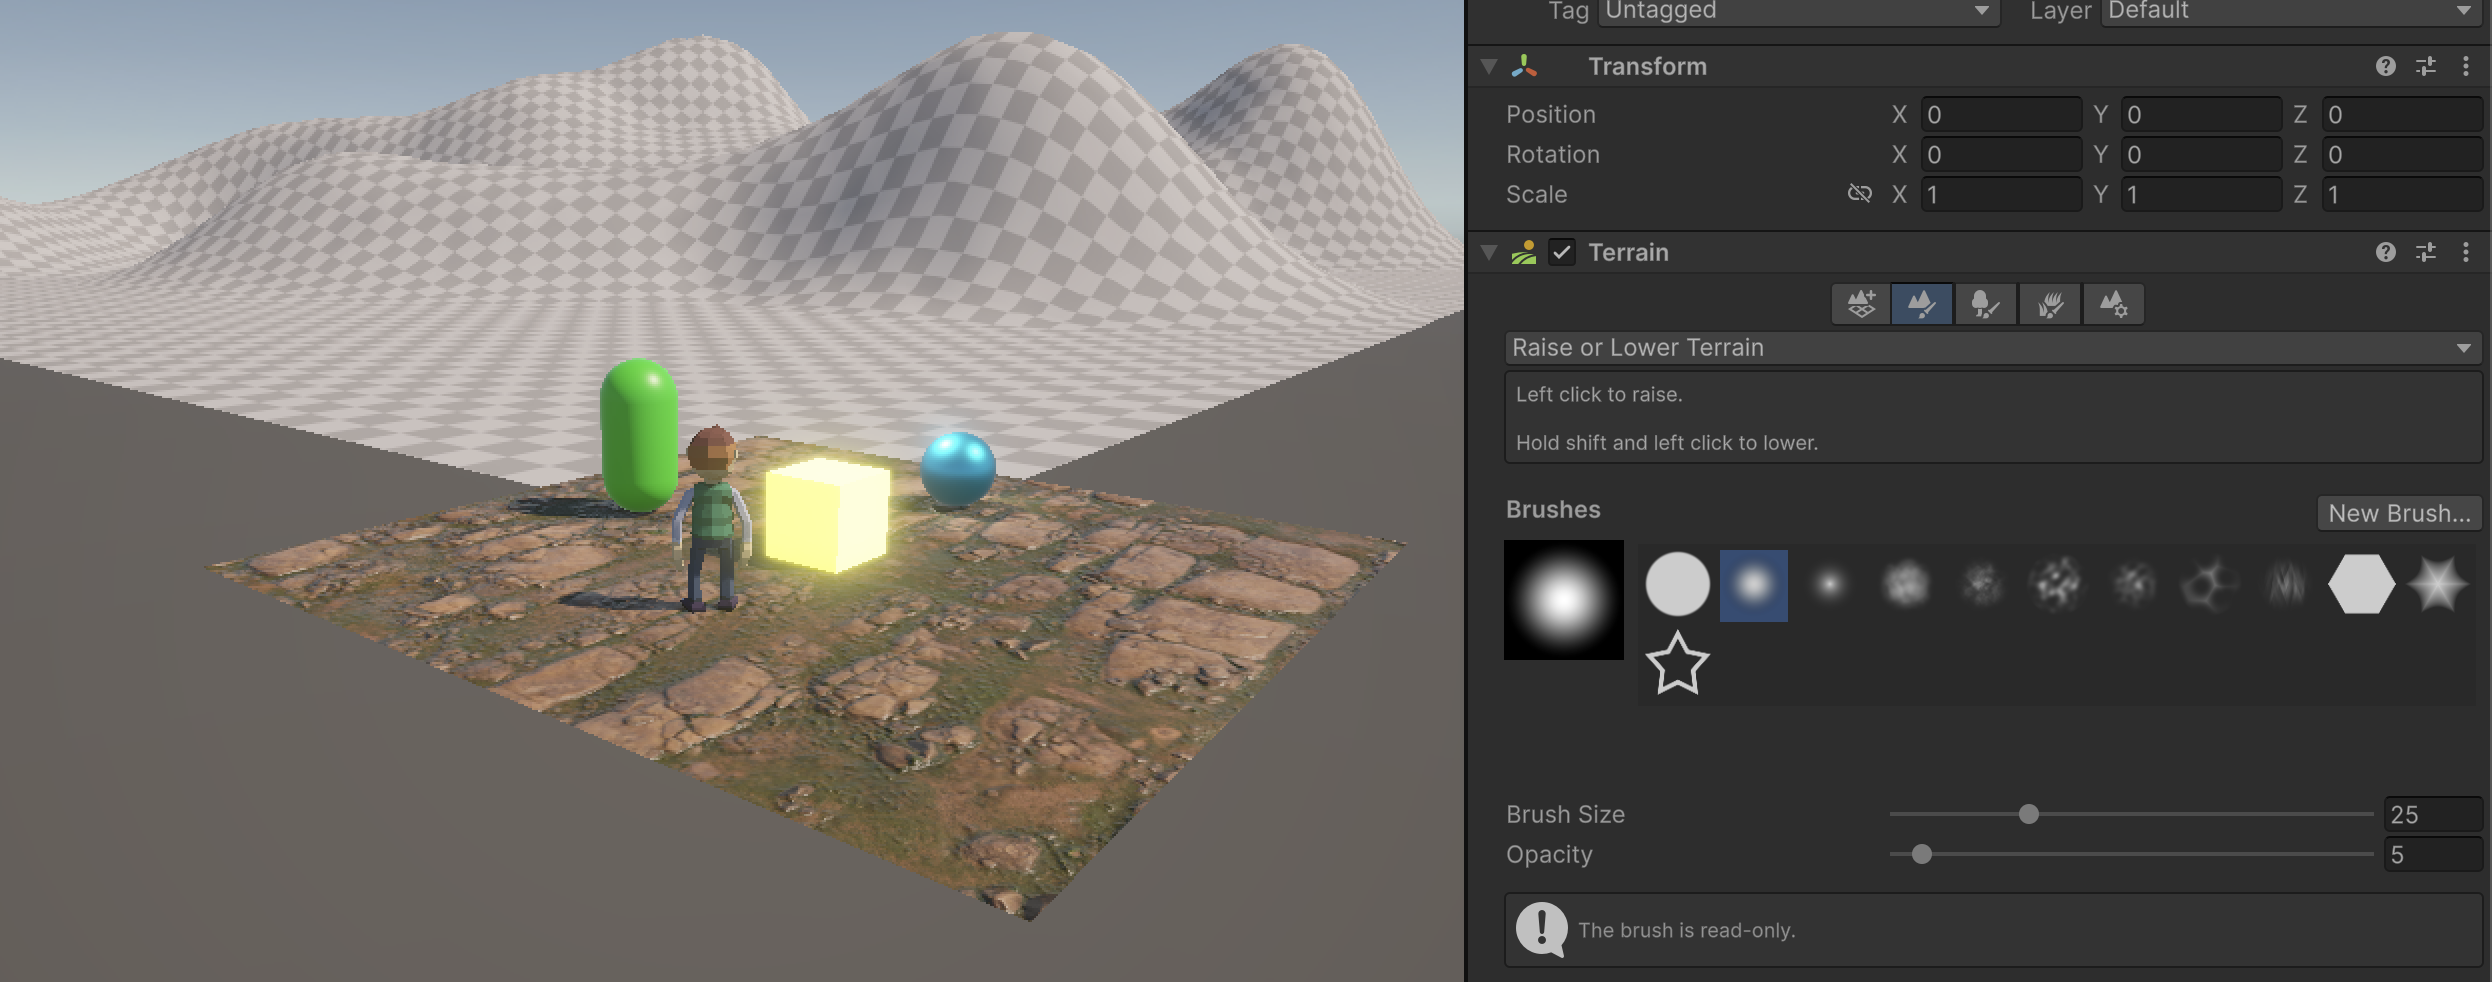 Tag Untagged Layer Default
Transform
Position X 0 Y 0 Z 0
Rotation X 0 Y 0 Z 0
Scale X 1 Y 1 Z 1
Terrain
Raise or Lower Terrain
Left click to raise.
Hold shift and left click to lower.
Brushes New Brush...
Brush Size 25
Opacity 5
The brush is read-only.